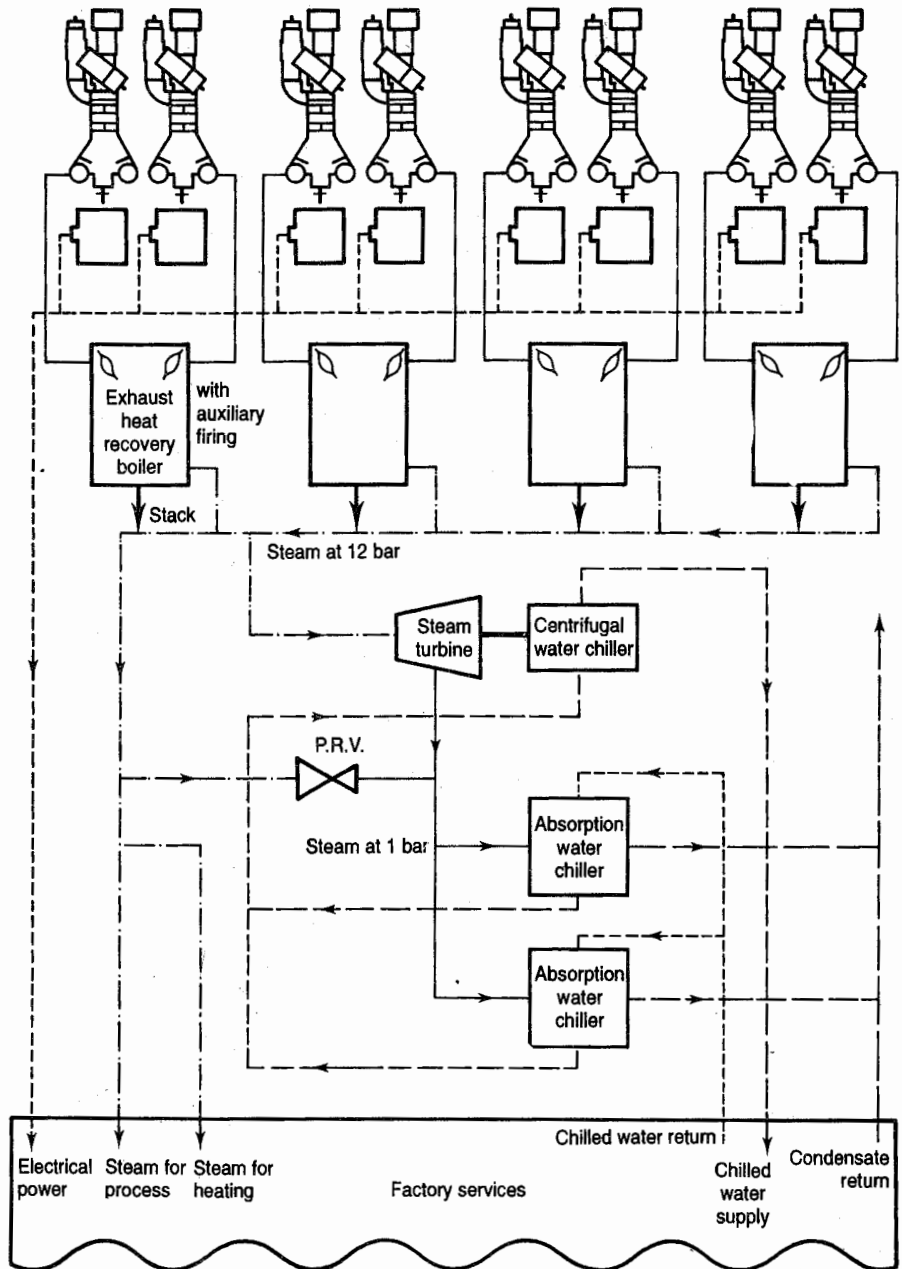 Exhaust
heat
recovery
boiler
with
auxiliary
firing
Stack
Steam at 12 bar
Steam
turbine
Centrifugal
water chiller
P.R.V.
Steam at 1 bar
Absorption
water
chiller
Absorption
water
chiller
Electrical
power
Steam for
process
Steam for
heating
Factory services
Chilled water return
Chilled
water
supply
Condensate
return